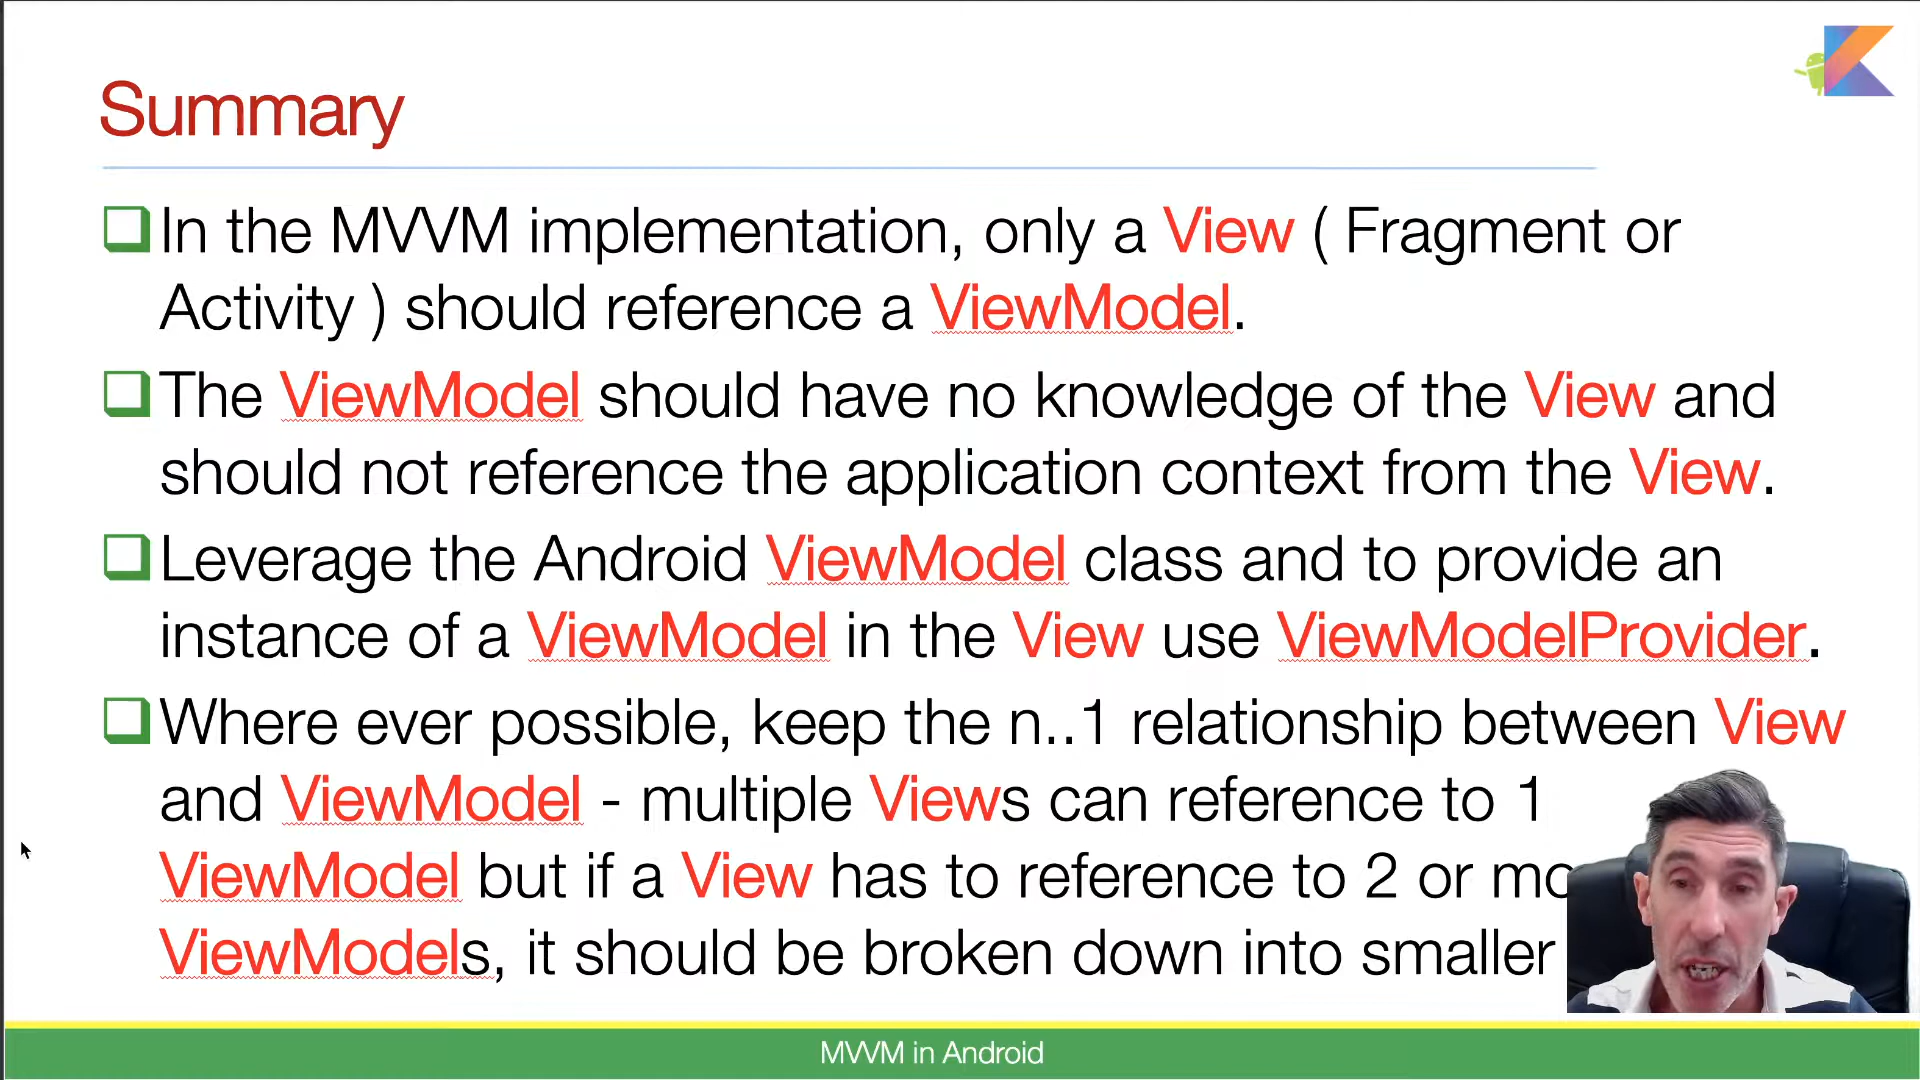 Summary
In the MVVM implementation, only a View ( Fragment or
Activity ) should reference a ViewModel.
The ViewModel should have no knowledge of the View and
should not reference the application context from the View.
Leverage the Android ViewModel class and to provide an
instance of a ViewModel in the View use ViewModelProvider.
Where ever possible, keep the n..1 relationship between View
and ViewModel - multiple Views can reference to 1
ViewModel but if a View has to reference to 2 or
ViewModels, it should be broken down into smaller
MVVM in Android